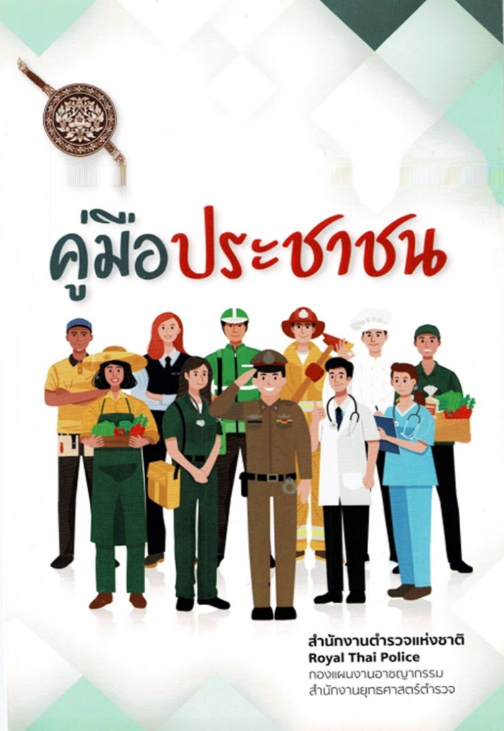 คู่มือประชาชน
สำนักงานตำรวจแห่งชาติ
Royal Thai Police
กองแผนงานอาชญากรรม
สำนักงานยุทธศาสตร์ตำรวจ